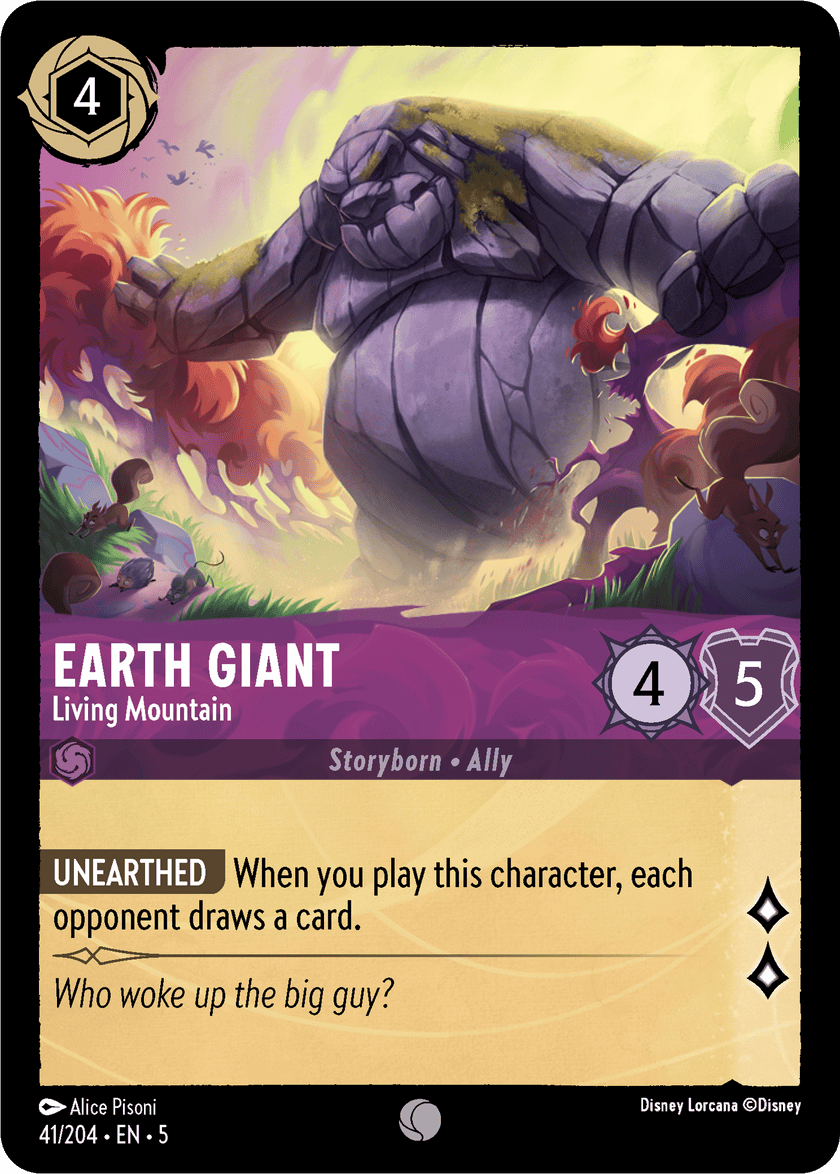 4
EARTH GIANT
Living Mountain
4 5
Storyborn • Ally
UNEARTHED When you play this character, each
opponent draws a card.
Who woke up the big guy?
Alice Pisoni
Disney Lorcana ©Disney
41/204 • EN • 5